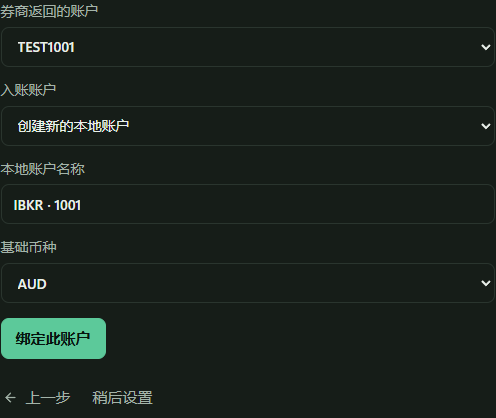 券商返回的账户
TEST1001
入账账户
创建新的本地账户
本地账户名称
IBKR · 1001
基础币种
AUD
绑定此账户
← 上一步 稍后设置